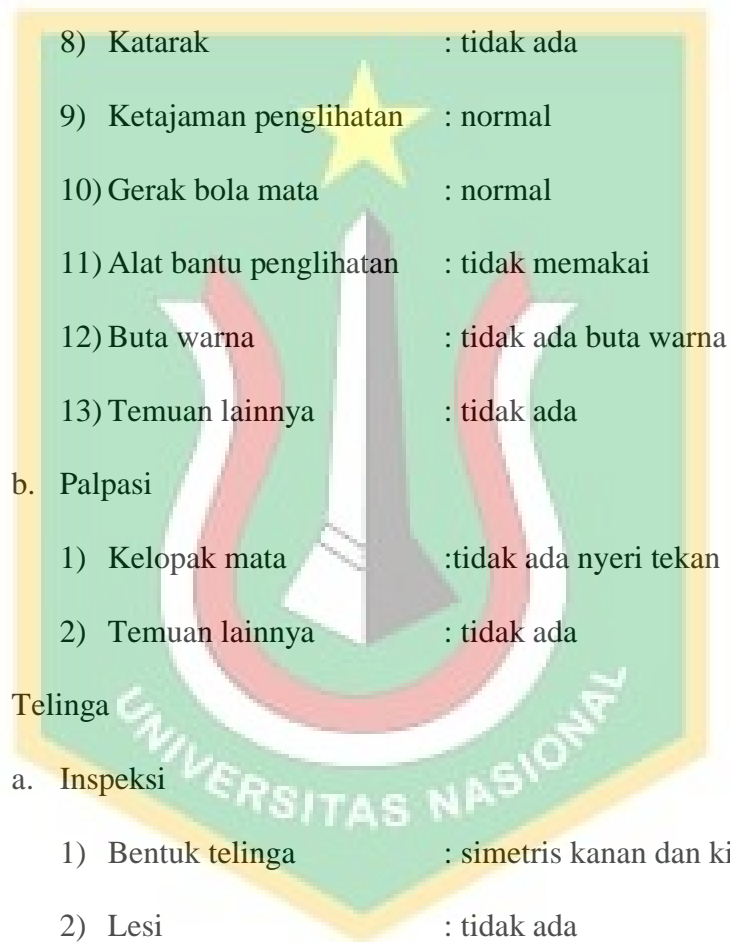 8) Katarak : tidak ada
9) Ketajaman penglihatan : normal
10) Gerak bola mata : normal
11) Alat bantu penglihatan : tidak memakai
12) Buta warna : tidak ada buta warna
13) Temuan lainnya : tidak ada
b. Palpasi
1) Kelopak mata :tidak ada nyeri tekan
2) Temuan lainnya : tidak ada
Telinga
UNIVERSITAS NASIONAL
a. Inspeksi
1) Bentuk telinga : simetris kanan dan
2) Lesi : tidak ada